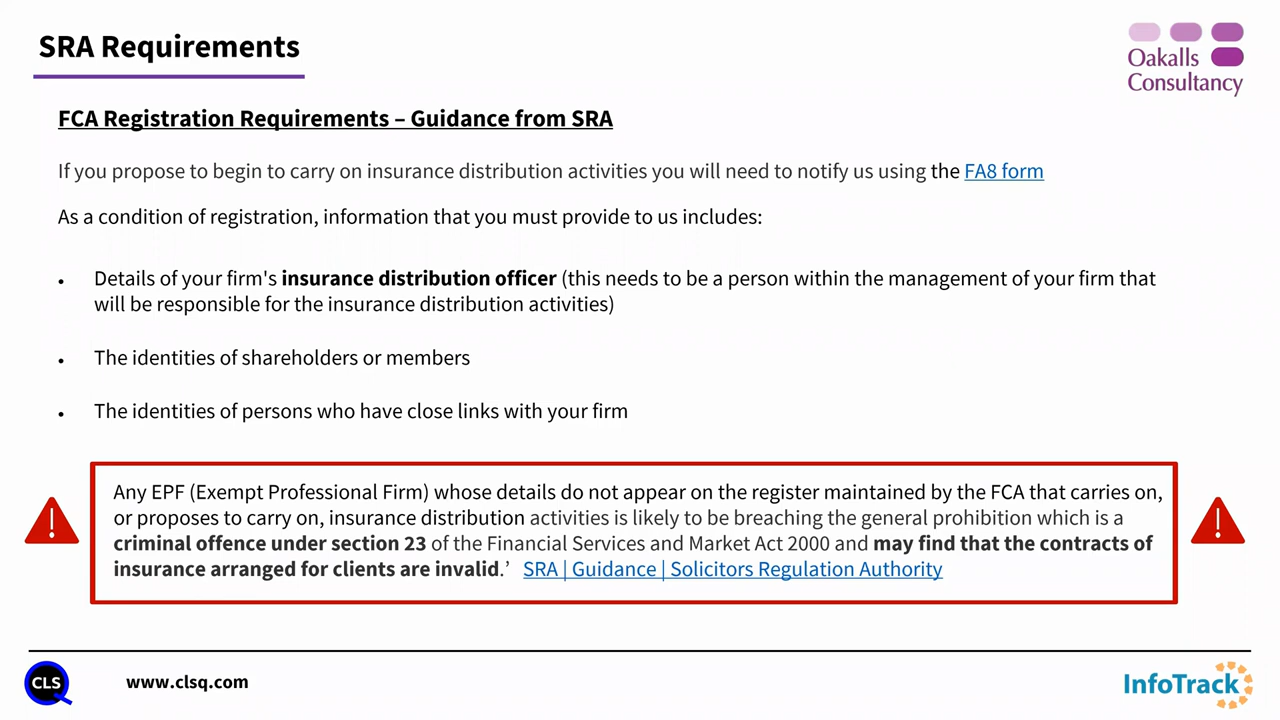 SRA Requirements
Oakalls
Consultancy
FCA Registration Requirements – Guidance from SRA
If you propose to begin to carry on insurance distribution activities you will need to notify us using the FA8 form
As a condition of registration, information that you must provide to us includes:
• Details of your firm's insurance distribution officer (this needs to be a person within the management of your firm that
will be responsible for the insurance distribution activities)
• The identities of shareholders or members
• The identities of persons who have close links with your firm
Any EPF (Exempt Professional Firm) whose details do not appear on the register maintained by the FCA that carries on,
or proposes to carry on, insurance distribution activities is likely to be breaching the general prohibition which is a
criminal offence under section 23 of the Financial Services and Market Act 2000 and may find that the contracts of
insurance arranged for clients are invalid.’ SRA | Guidance | Solicitors Regulation Authority
! !
CLS
www.clsq.com
InfoTrack